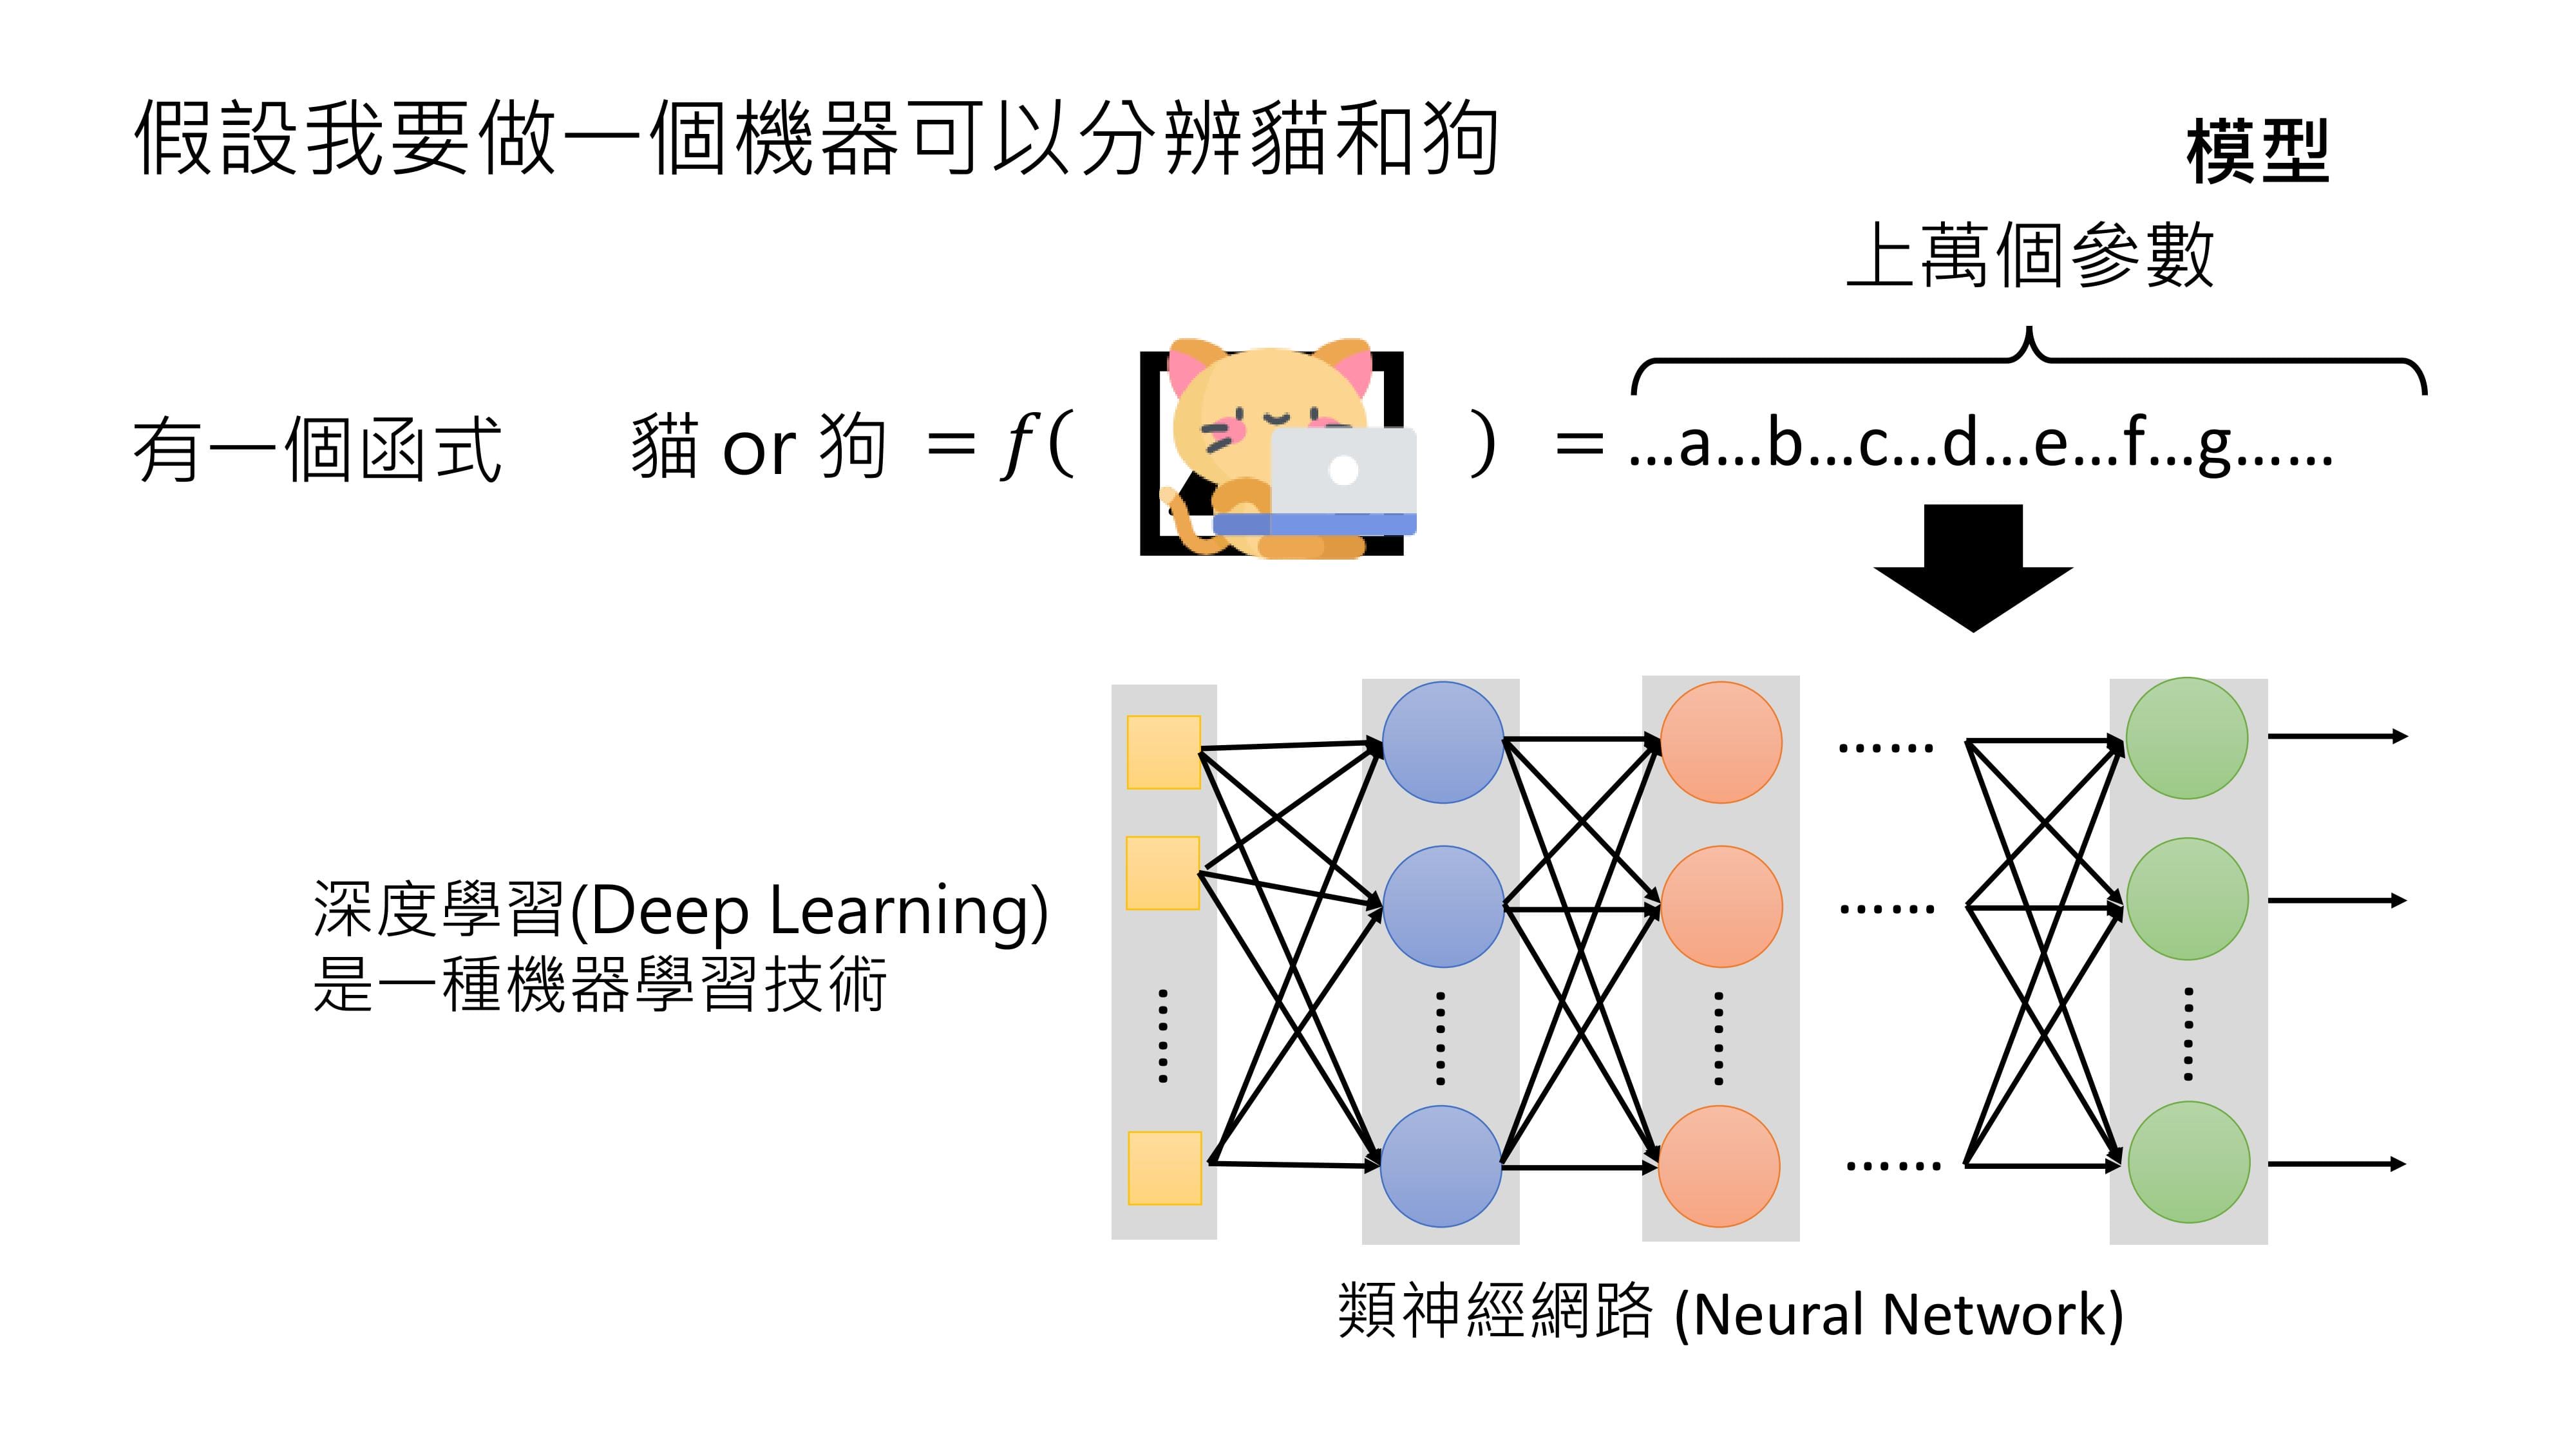 假設我要做一個機器可以分辨貓和狗
模型
上萬個參數
有一個函式 貓 or 狗 = f( ) = …a…b…c…d…e…f…g……
深度學習(Deep Learning)
是一種機器學習技術
……
……
……
類神經網路 (Neural Network)